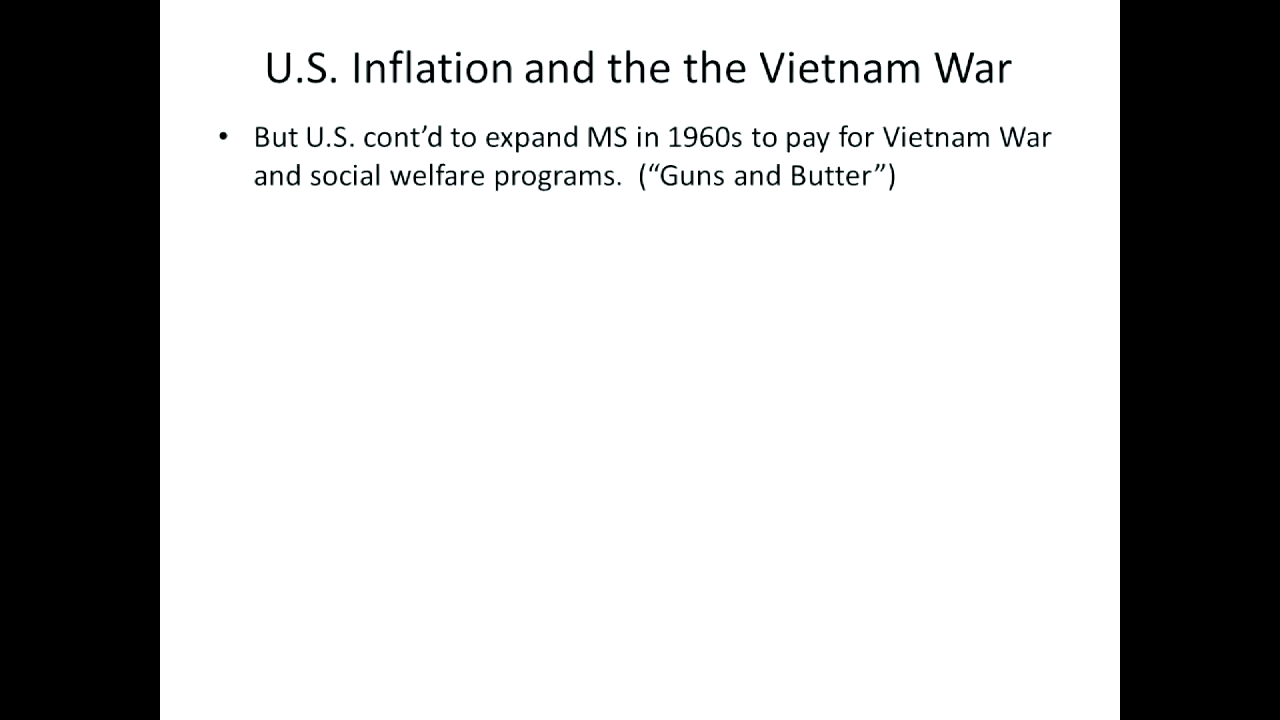 U.S. Inflation and the the Vietnam War
• But U.S. cont’d to expand MS in 1960s to pay for Vietnam War
and social welfare programs.  (“Guns and Butter”)